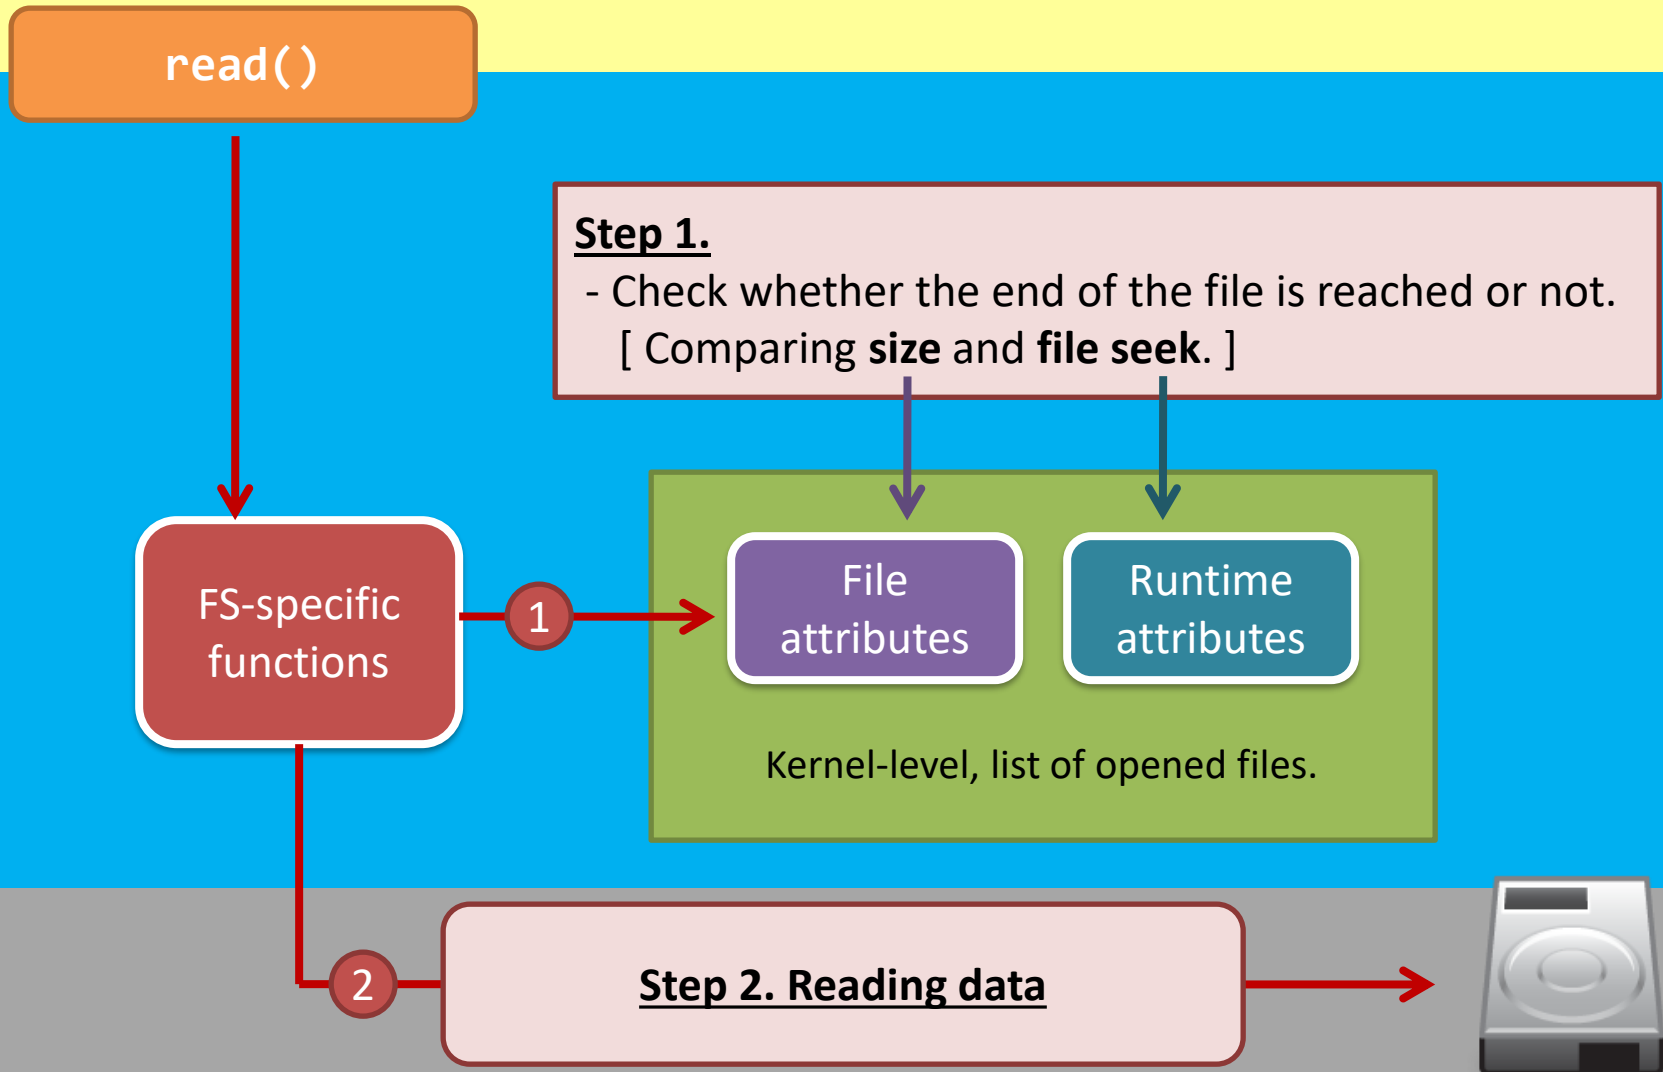 read()
Step 1.
- Check whether the end of the file is reached or not.
[ Comparing size and file seek. ]
FS-specific
functions
1
File
attributes
Runtime
attributes
Kernel-level, list of opened files.
2
Step 2. Reading data